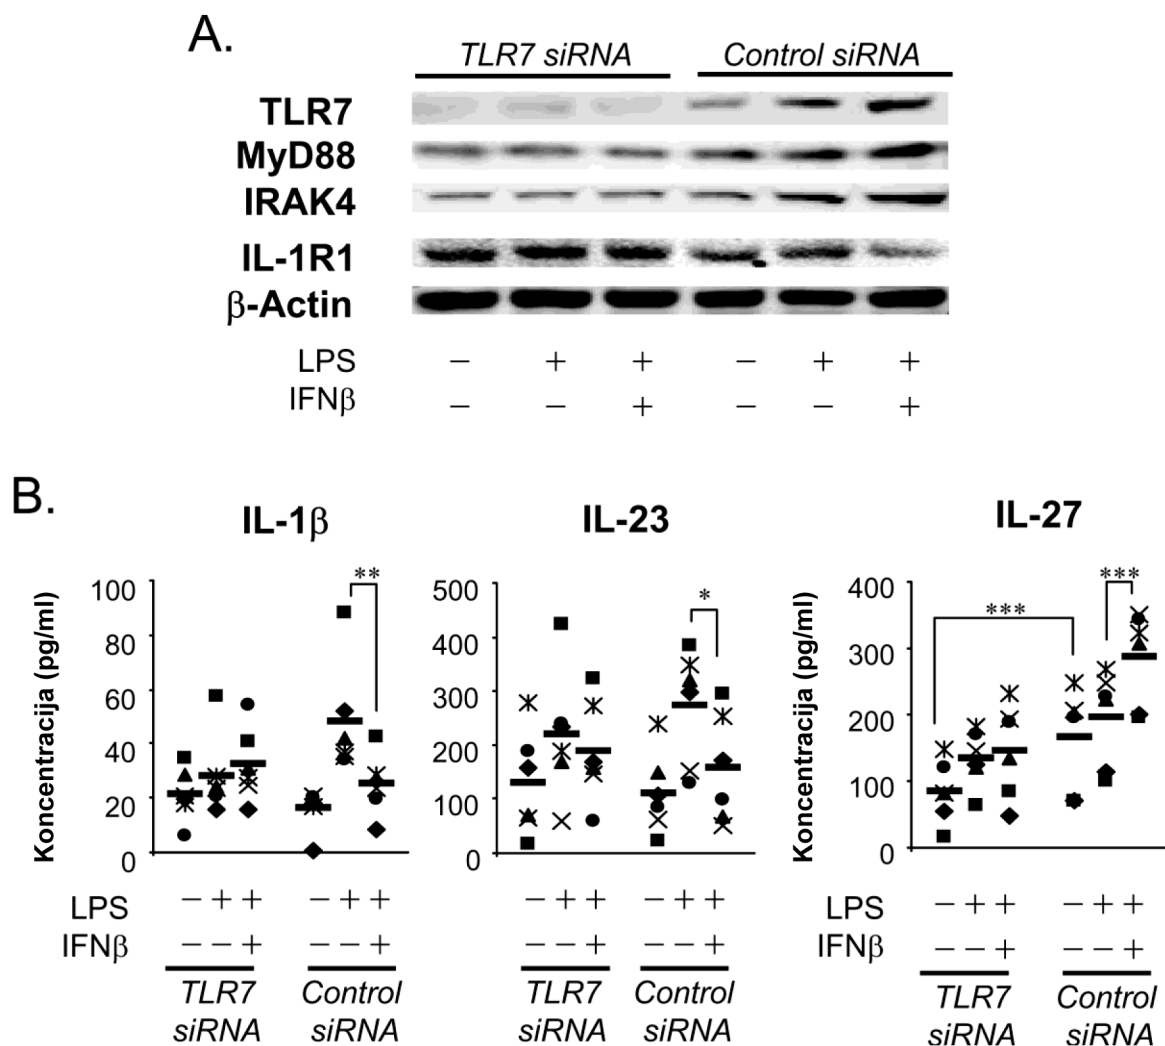 A.
TLR7 siRNA Control siRNA
TLR7
MyD88
IRAK4
IL-1R1
β-Actin
LPS − + + − + +
IFNβ − − + − − +
B.
IL-1β IL-23 IL-27
Koncentracija (pg/ml)
100
80
60
40
20
0
**
LPS − + + − + +
IFNβ − − + − − +
TLR7 siRNA Control siRNA
500
400
300
200
100
0
*
− + + − + +
− − + − − +
TLR7 siRNA Control siRNA
Koncentracija (pg/ml)
400
300
200
100
0
*** ***
LPS − + + − + +
IFNβ − − + − − +
TLR7 siRNA Control siRNA